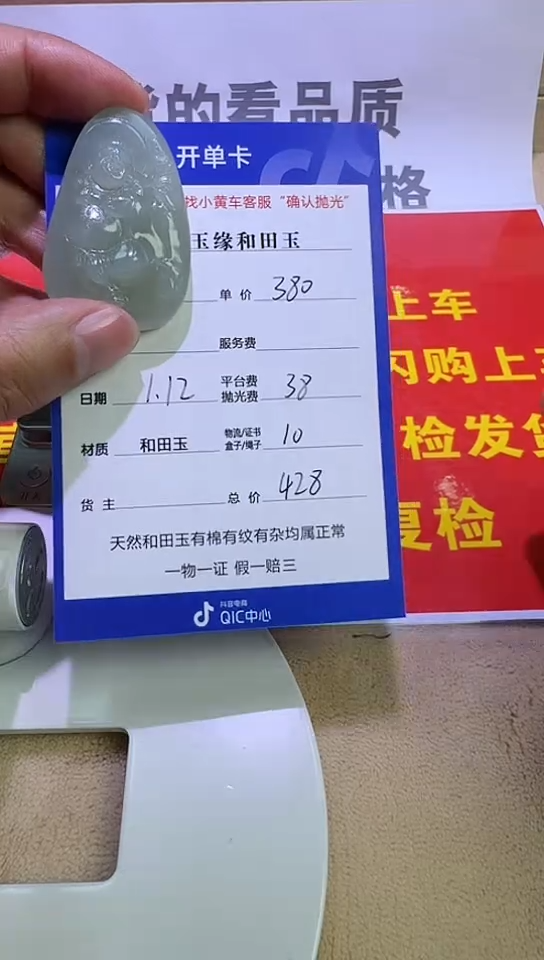 的看品质
格
开单卡
找小黄车客服“确认抛光”
玉缘和田玉
单价 380
服务费
日期 1.12 平台费 抛光费 38
材质 和田玉 物流/证书 盒子/绳子 10
货主 总价 428
天然和田玉有棉有纹有杂均属正常
一物一证 假一赔三
抖音电商
QIC中心
上车
闪购上车
检发货
复检